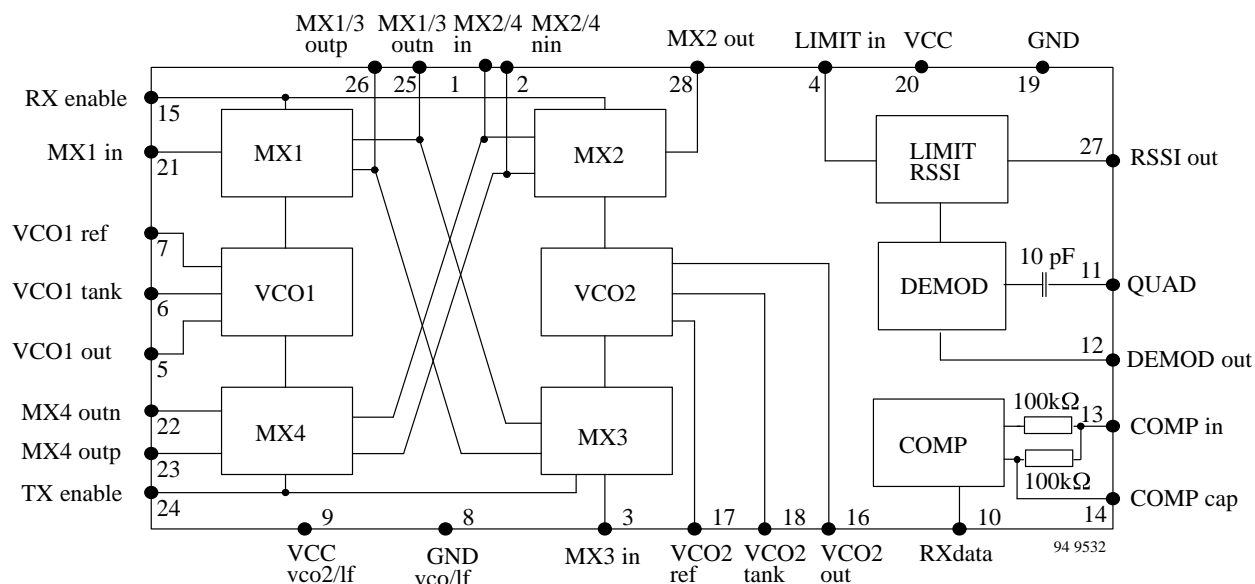 MX1/3 MX1/3 MX2/4 MX2/4
outp outn in nin MX2 out LIMIT in VCC GND
26 25 1 2 28 4 20 19
RX enable
15
MX1 in
21
MX1
MX2
LIMIT
RSSI
27
RSSI out
VCO1 ref
7
VCO1 tank
6
VCO1
VCO2
DEMOD
10 pF
11
QUAD
VCO1 out
5
12
DEMOD out
MX4 outn
22
MX4 outp
23
MX4
MX3
COMP
100kΩ
13
COMP in
100kΩ
TX enable
24
COMP cap
14
9 8 3 17 18 16 10
VCC GND MX3 in VCO2 VCO2 VCO2 RXdata 94 9532
vco2/lf vco/lf ref tank out